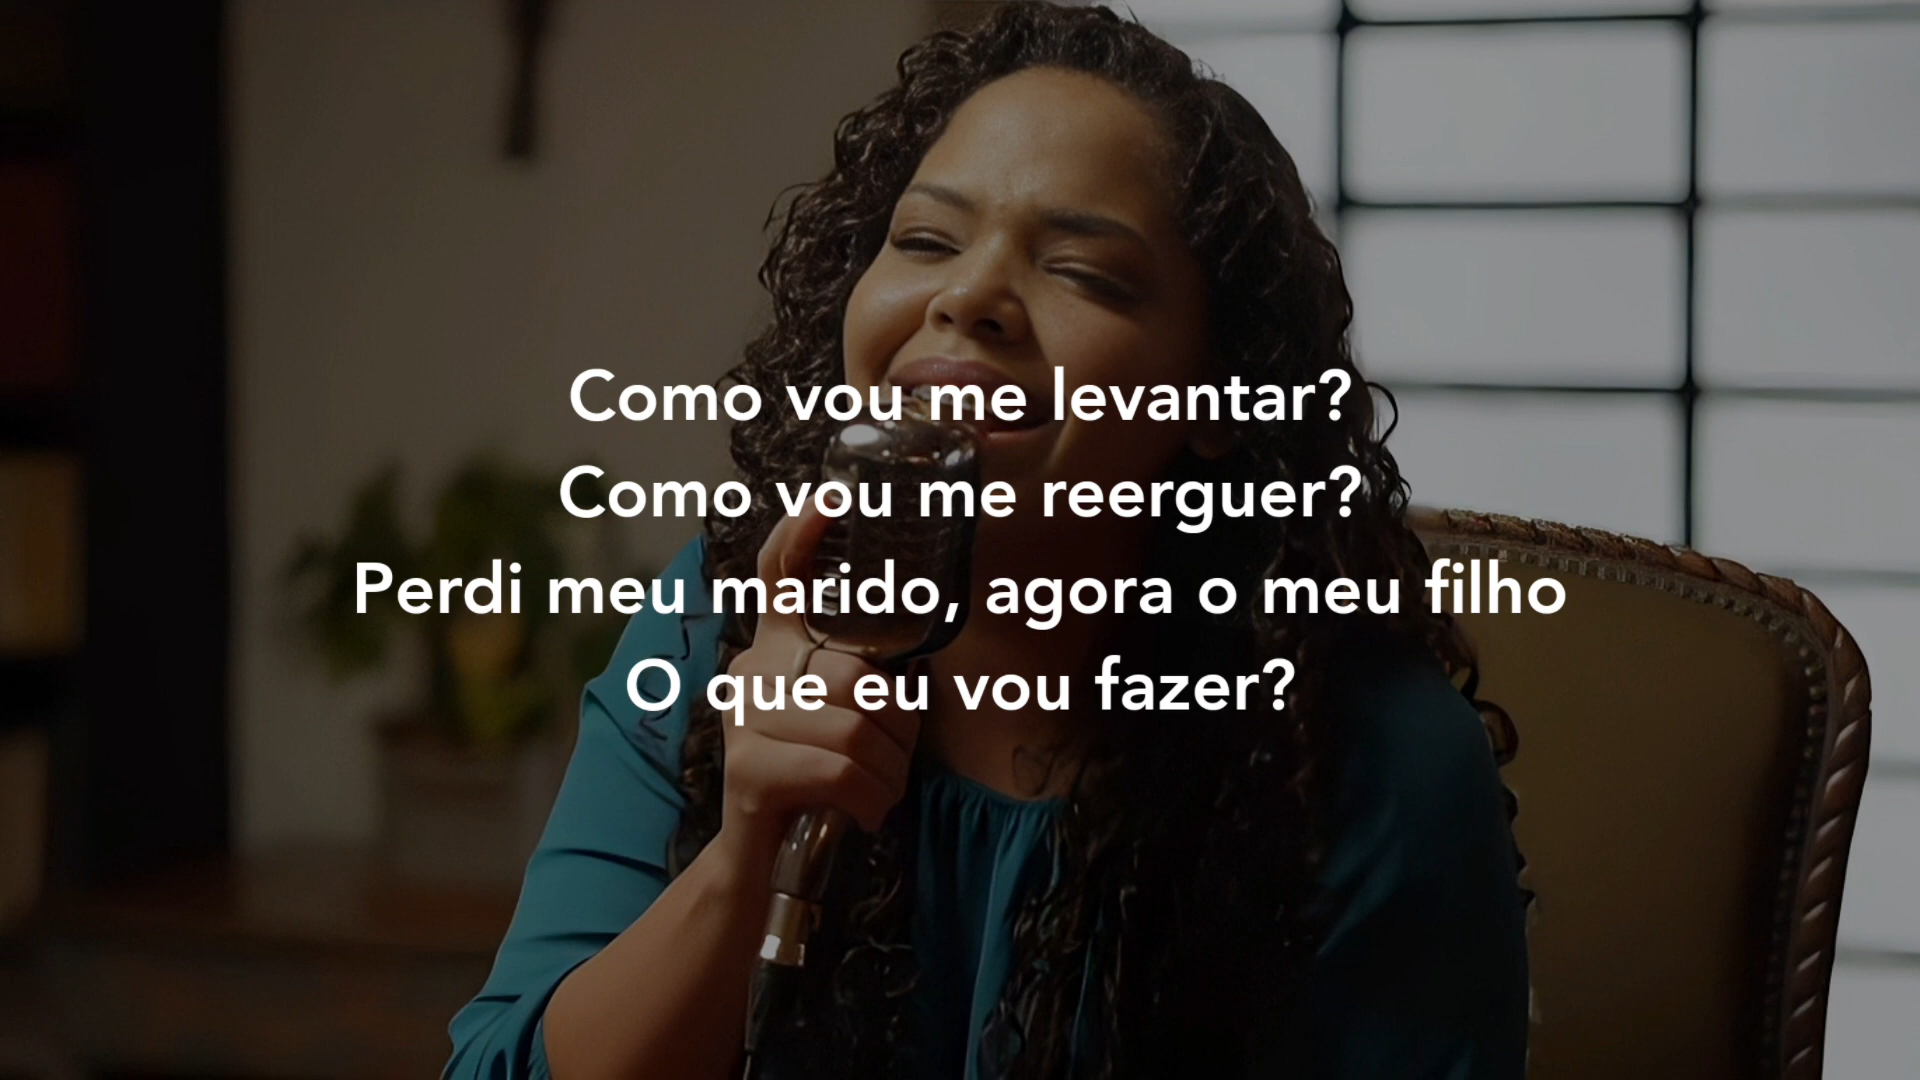 Como vou me levantar?
Como vou me reerguer?
Perdi meu marido, agora o meu filho
O que eu vou fazer?